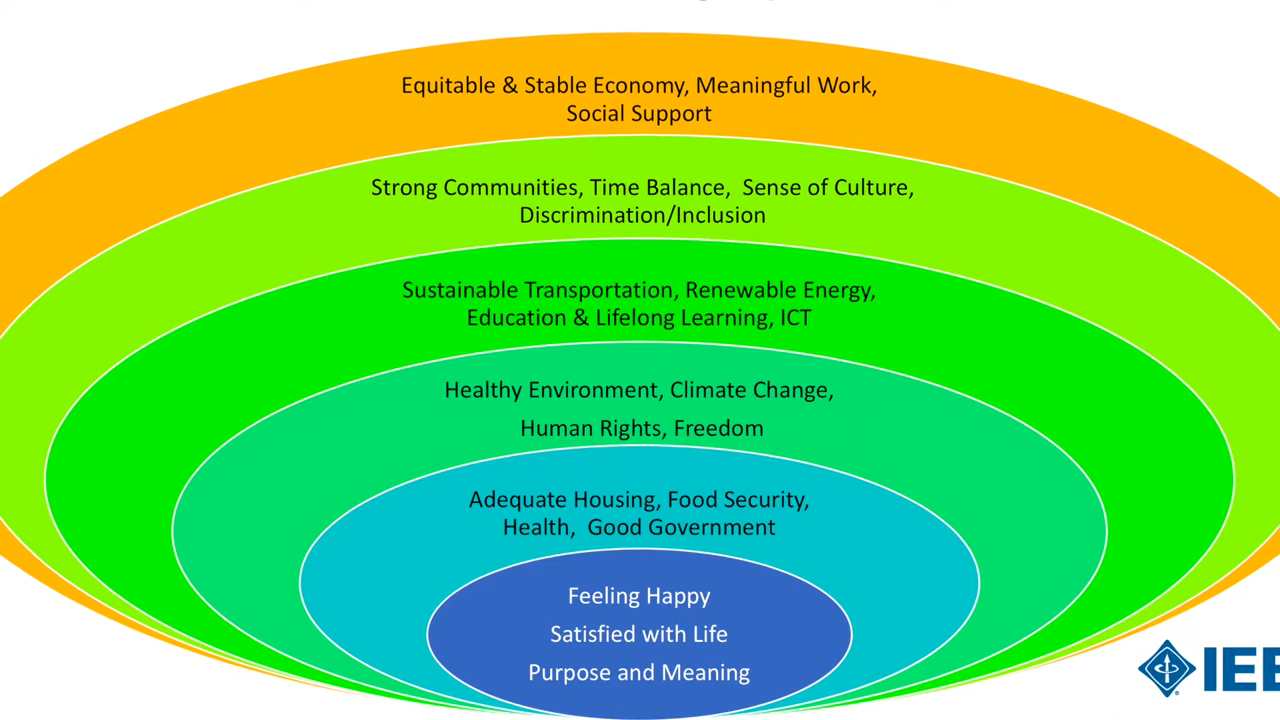 Equitable & Stable Economy, Meaningful Work,
Social Support
Strong Communities, Time Balance, Sense of Culture,
Discrimination/Inclusion
Sustainable Transportation, Renewable Energy,
Education & Lifelong Learning, ICT
Healthy Environment, Climate Change,
Human Rights, Freedom
Adequate Housing, Food Security,
Health, Good Government
Feeling Happy
Satisfied with Life
Purpose and Meaning